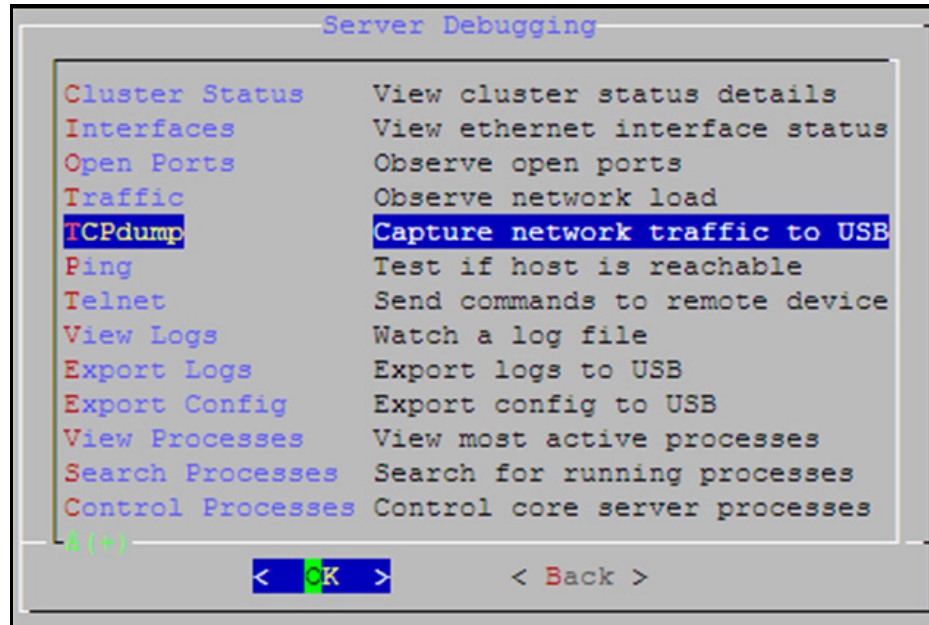 Server Debugging
Cluster Status View cluster status details
Interfaces View ethernet interface status
Open Ports Observe open ports
Traffic Observe network load
TCPdump Capture network traffic to USB
Ping Test if host is reachable
Telnet Send commands to remote device
View Logs Watch a log file
Export Logs Export logs to USB
Export Config Export config to USB
View Processes View most active processes
Search Processes Search for running processes
Control Processes Control core server processes
(+)
< OK > < Back >